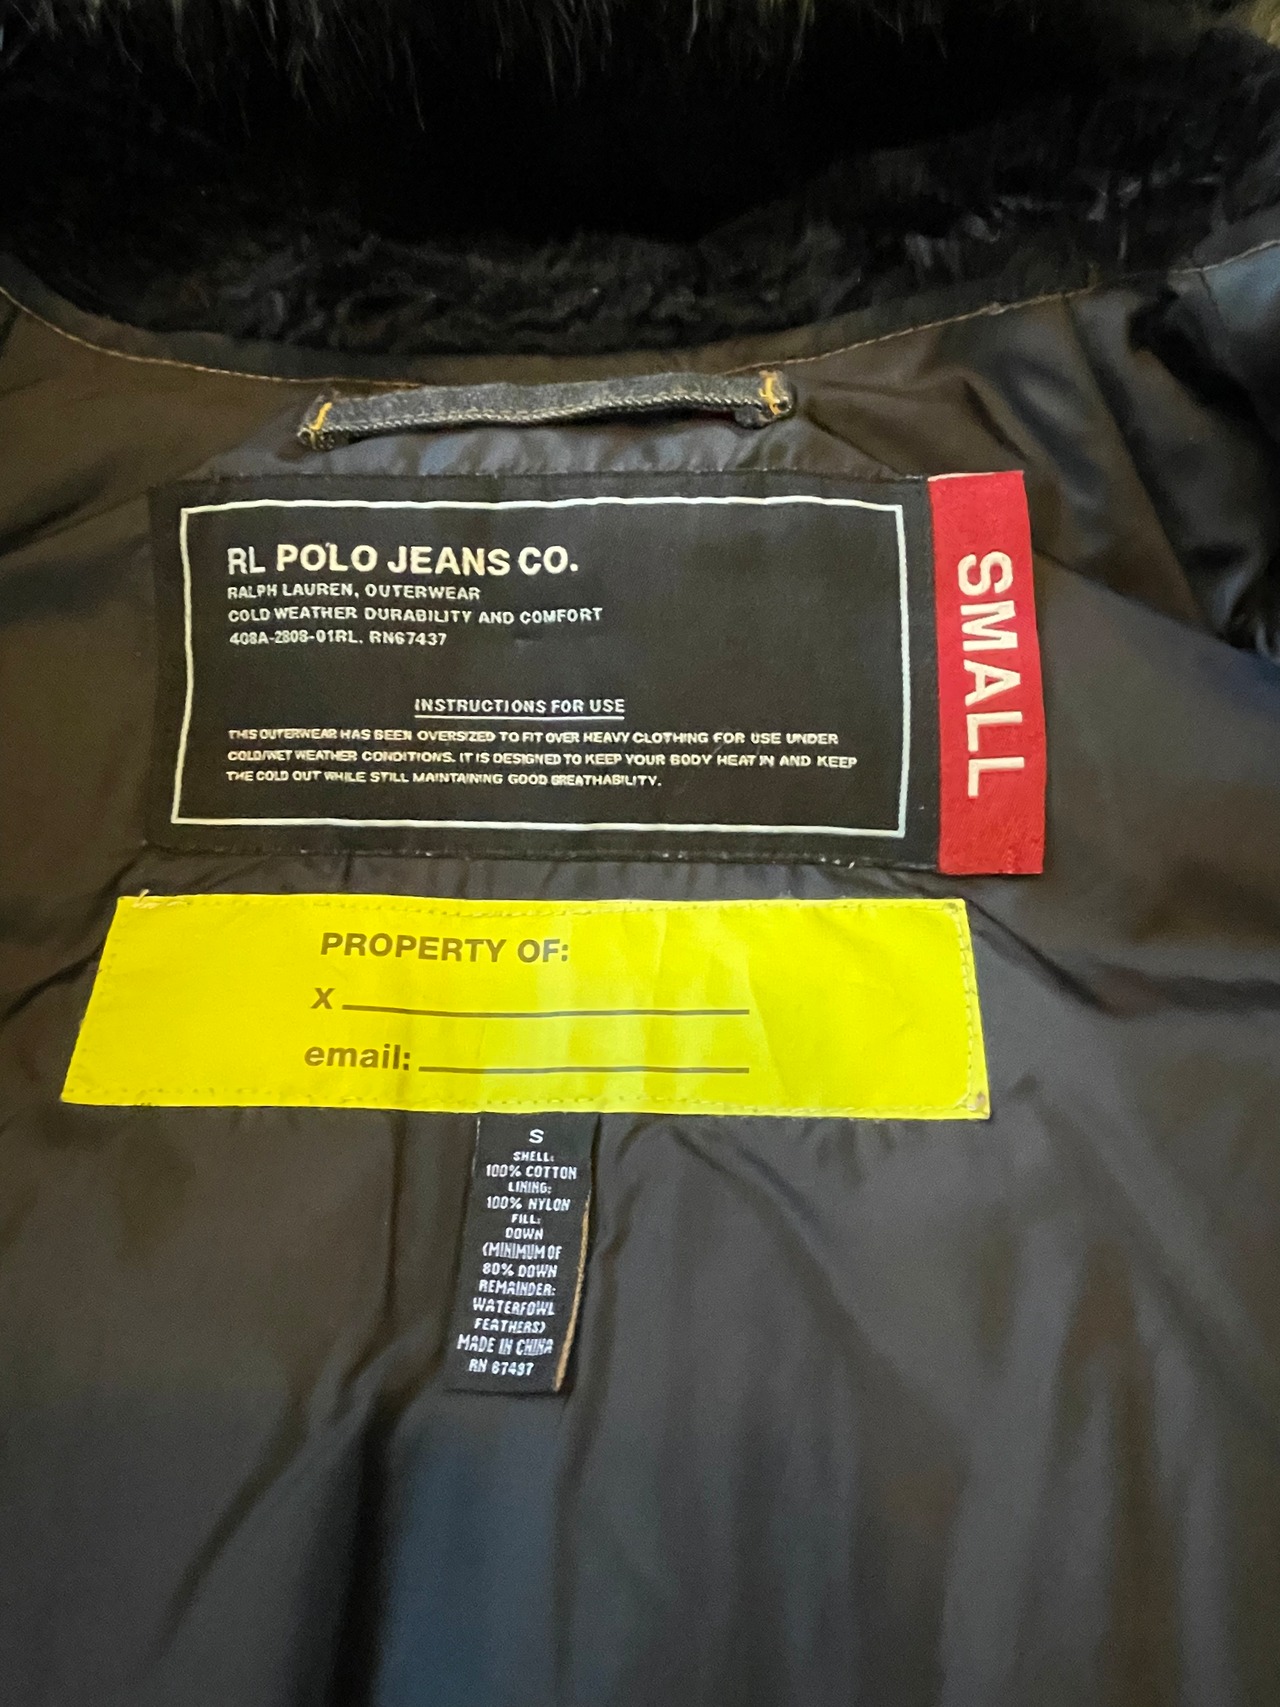 RL POLO JEANS CO.
RALPH LAUREN, OUTERWEAR
COLD WEATHER DURABILITY AND COMFORT
408A-2808-01RL. RN67437
INSTRUCTIONS FOR USE
THIS OUTERWEAR HAS BEEN OVERSIZED TO FIT OVER HEAVY CLOTHING FOR USE UNDER
COLD/WET WEATHER CONDITIONS. IT IS DESIGNED TO KEEP YOUR BODY HEAT IN AND KEEP
THE COLD OUT WHILE STILL MAINTAINING GOOD BREATHABILITY.
SMALL
PROPERTY OF:
X
email:
S
SHELL:
100% COTTON
LINING:
100% NYLON
FILL:
DOWN
(MINIMUM OF
80% DOWN
REMAINDER:
WATERFOWL
FEATHERS)
MADE IN CHINA
RN 67437